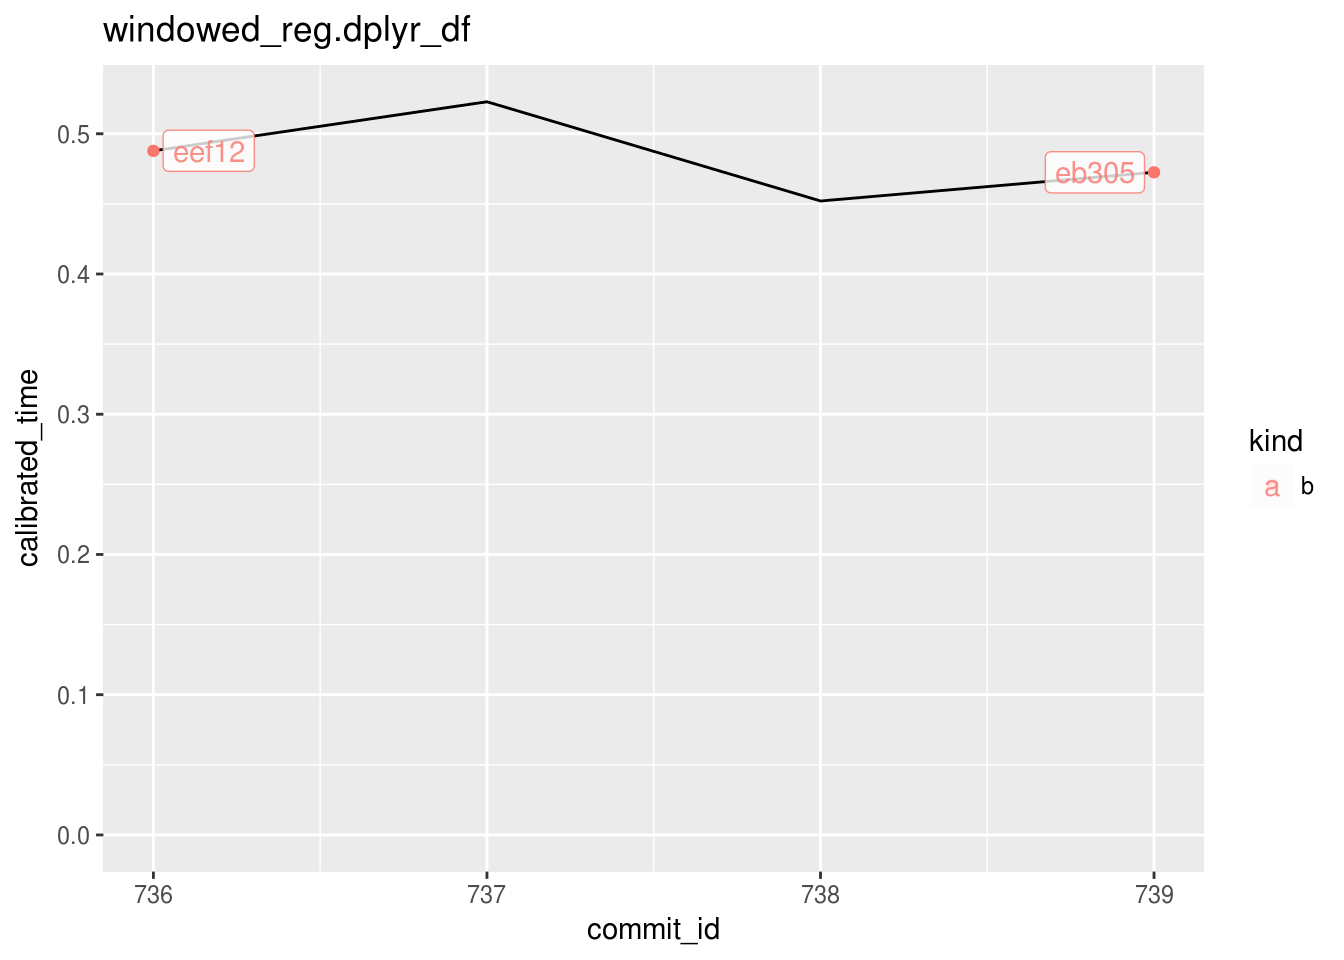 windowed_reg.dplyr_df
calibrated_time
0.5
0.4
0.3
0.2
0.1
0.0
eef12
eb305
736 737 738 739
commit_id
kind
a b